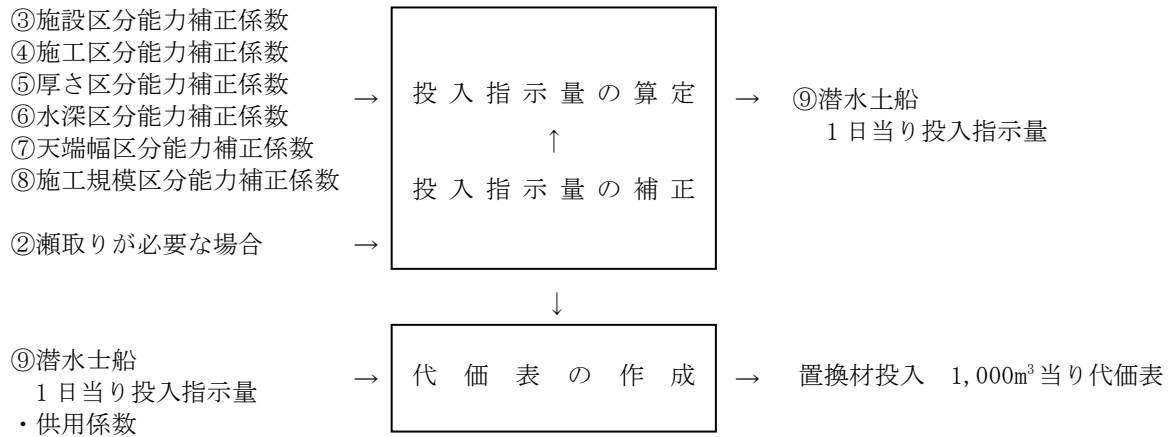 ③施設区分能力補正係数
④施工区分能力補正係数
⑤厚さ区分能力補正係数
⑥水深区分能力補正係数
⑦天端幅区分能力補正係数
⑧施工規模区分能力補正係数
→
投入指示量の算定
↑
投入指示量の補正
→
⑨潜水土船
1日当り投入指示量
②瀬取りが必要な場合
→
↓
⑨潜水士船
1日当り投入指示量
・供用係数
→
代価表の作成
→
置換材投入 1,000m³当り代価表